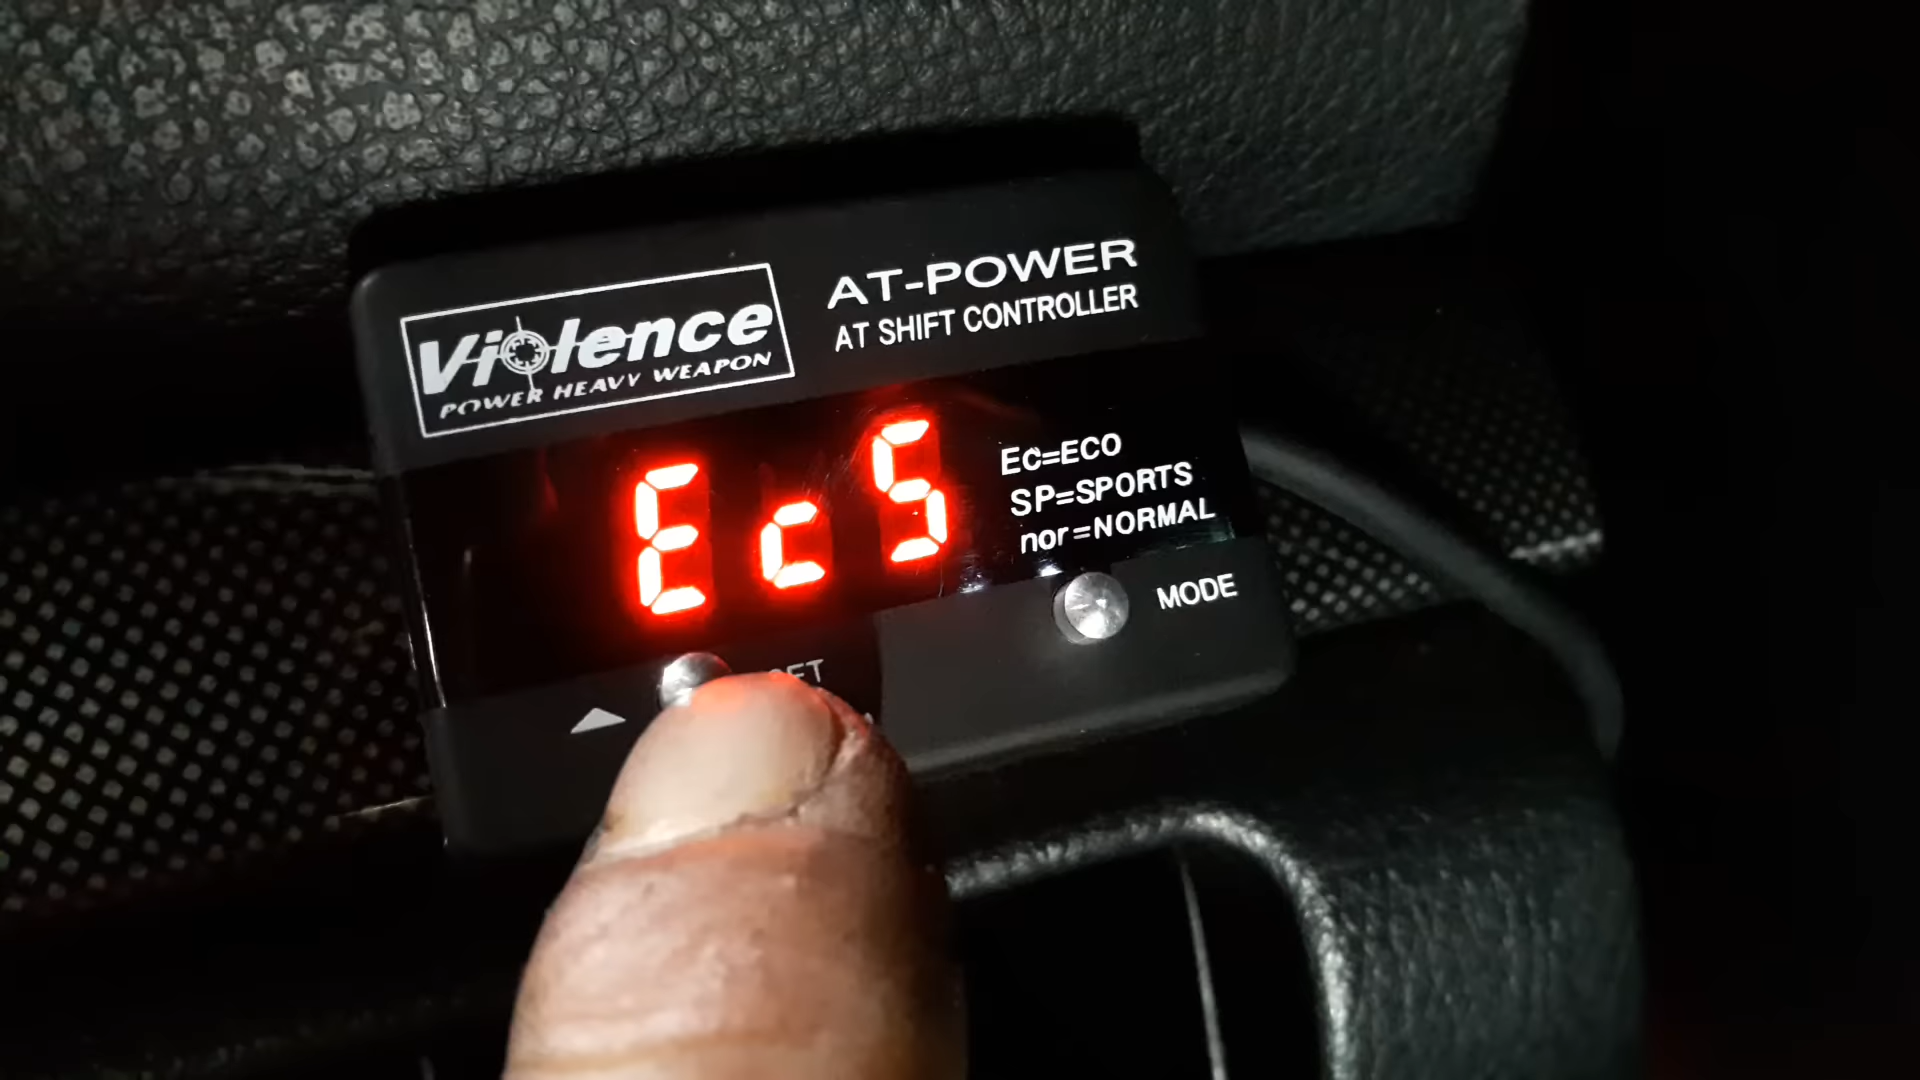 Violence
POWER HEAVY WEAPON
AT-POWER
AT SHIFT CONTROLLER
Ec5
Ec=ECO
SP=SPORTS
nor=NORMAL
MODE